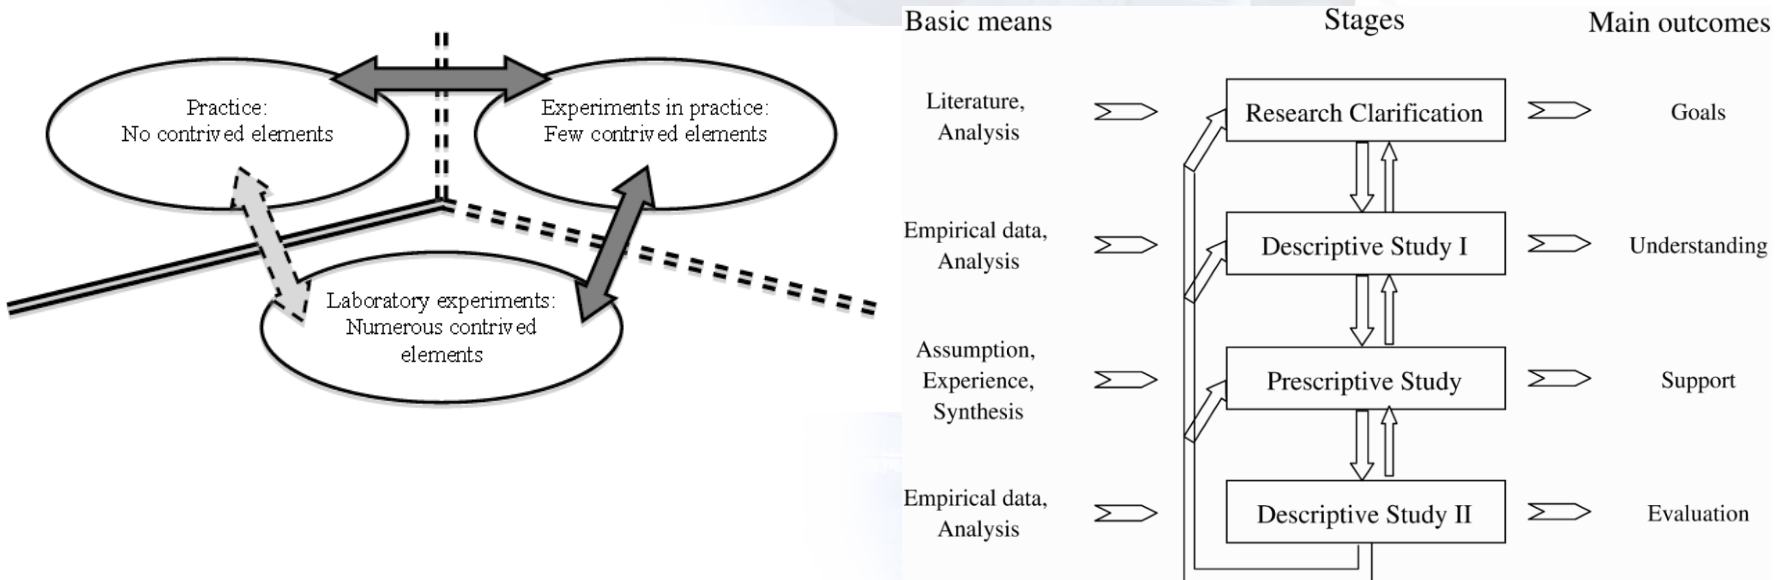 Practice:
No contrived elements
Experiments in practice:
Few contrived elements
Laboratory experiments:
Numerous contrived
elements
Basic means
Stages
Main outcomes
Literature,
Analysis
Research Clarification
Goals
Empirical data,
Analysis
Descriptive Study I
Understanding
Assumption,
Experience,
Synthesis
Prescriptive Study
Support
Empirical data,
Analysis
Descriptive Study II
Evaluation